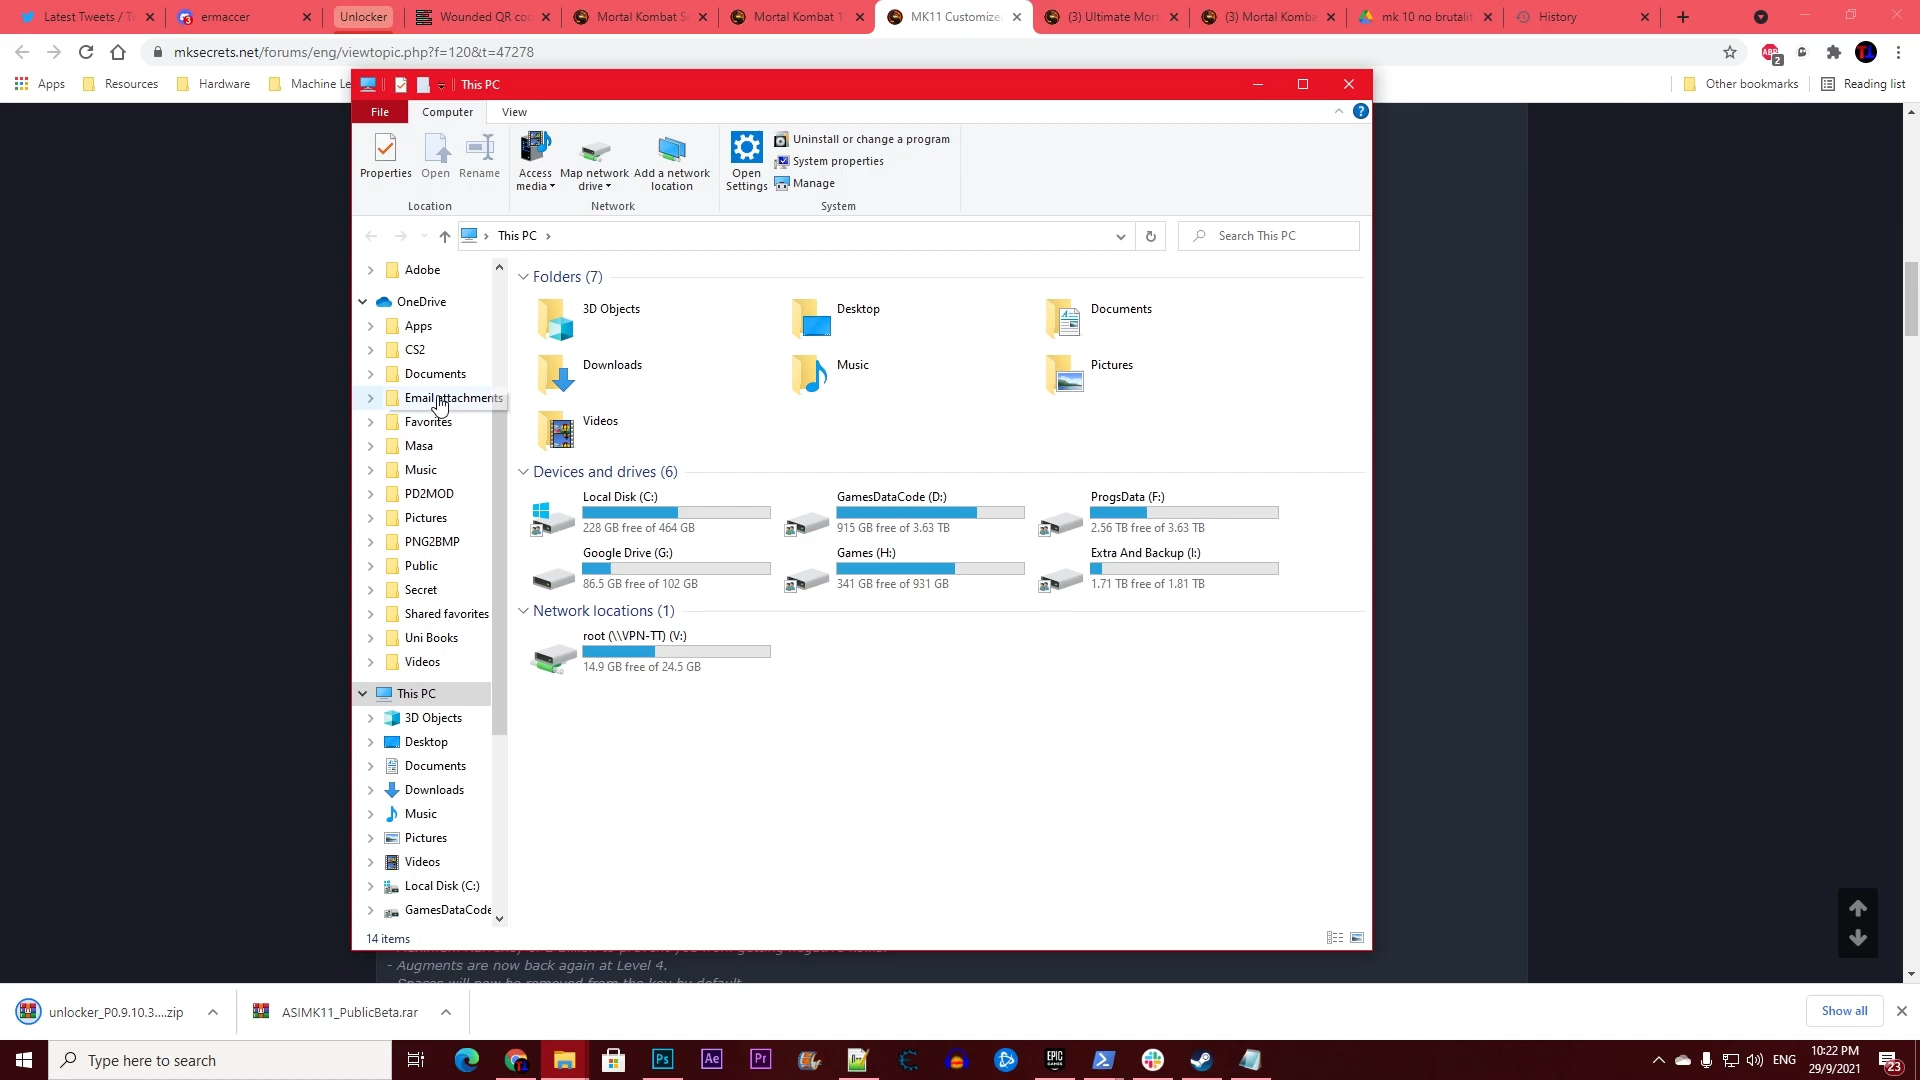 Latest Tweets / T
ermaccer
Unlocker
Wounded QR co
Mortal Kombat S
Mortal Kombat 1
MK11 Customize
(3) Ultimate Mort
(3) Mortal Komba
mk 10 no brutalit
History
mksecrets.net/forums/eng/viewtopic.php?f=120&t=47278
ABP
2
Apps
Resources
Hardware
Machine Le
Other bookmarks
Reading list
This PC
File
Computer
View
Properties
Open
Rename
Access media
Map network drive
Add a network location
Open Settings
Uninstall or change a program
System properties
Manage
Location
Network
System
This PC
Search This PC
Adobe
OneDrive
Apps
CS2
Documents
Email attachments
Favorites
Masa
Music
PD2MOD
Pictures
PNG2BMP
Public
Secret
Shared favorites
Uni Books
Videos
This PC
3D Objects
Desktop
Documents
Downloads
Music
Pictures
Videos
Local Disk (C:)
GamesDataCode
Folders (7)
3D Objects
Desktop
Documents
Downloads
Music
Pictures
Videos
Devices and drives (6)
Local Disk (C:)
228 GB free of 464 GB
GamesDataCode (D:)
915 GB free of 3.63 TB
ProgsData (F:)
2.56 TB free of 3.63 TB
Google Drive (G:)
86.5 GB free of 102 GB
Games (H:)
341 GB free of 931 GB
Extra And Backup (I:)
1.71 TB free of 1.81 TB
Network locations (1)
root (\\VPN-TT) (V:)
14.9 GB free of 24.5 GB
14 items
- Augments are now back again at Level 4.
unlocker_P0.9.10.3....zip
ASIMK11_PublicBeta.rar
Show all
Type here to search
Ps
Ae
Pr
EPIC GAMES
ENG
10:22 PM
29/9/2021
23